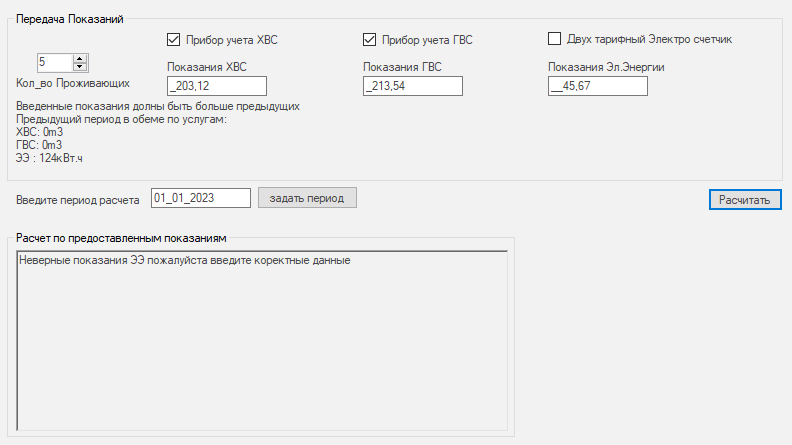 Передача Показаний
Прибор учета ХВС
Прибор учета ГВС
Двух тарифный Электро счетчик
5
Кол_во Проживающих
Показания ХВС
Показания ГВС
Показания Эл.Энергии
_203,12
_213,54
__45,67
Введенные показания долны быть больше предыдущих
Предыдущий период в обеме по услугам:
ХВС: 0m3
ГВС: 0m3
ЭЭ : 124кВт.ч
Введите период расчета
01_01_2023
задать период
Расчитать
Расчет по предоставленным показаниям
Неверные показания ЭЭ пожалуйста введите коректные данные